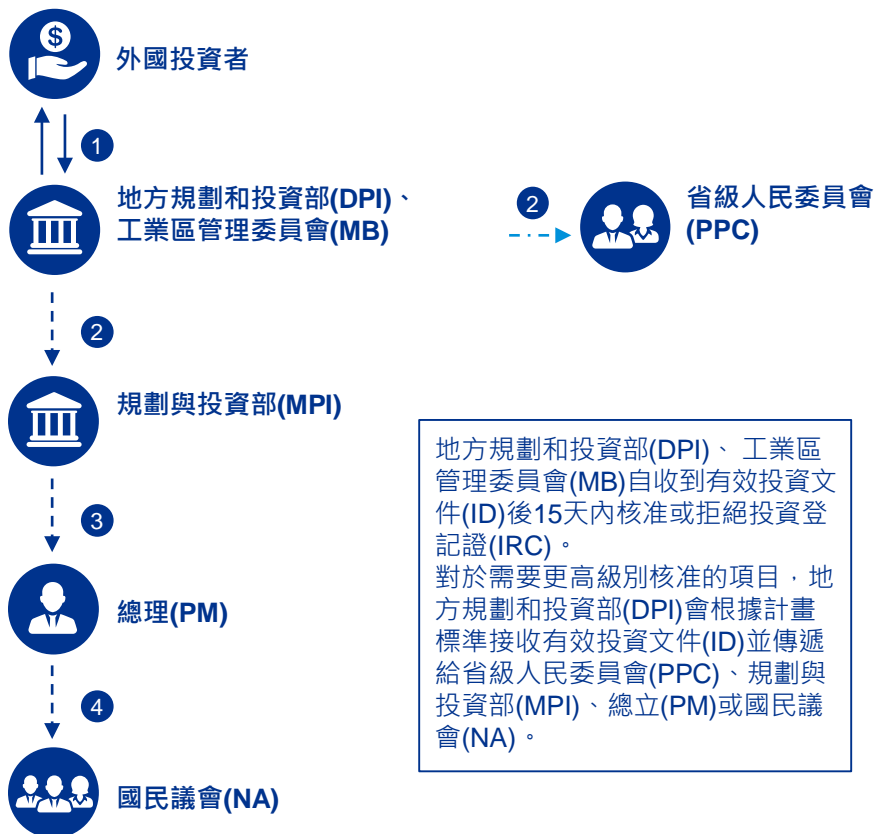 $
外國投資者
1
地方規劃和投資部(DPI)、
工業區管理委員會(MB)
2
省級人民委員會
(PPC)
2
規劃與投資部(MPI)
3
總理(PM)
4
國民議會(NA)
地方規劃和投資部(DPI)、 工業區
管理委員會(MB)自收到有效投資文
件(ID)後15天內核准或拒絕投資登
記證(IRC)。
對於需要更高級別核准的項目，地
方規劃和投資部(DPI)會根據計畫
標準接收有效投資文件(ID)並傳遞
給省級人民委員會(PPC)、規劃與
投資部(MPI)、總立(PM)或國民議
會(NA)。